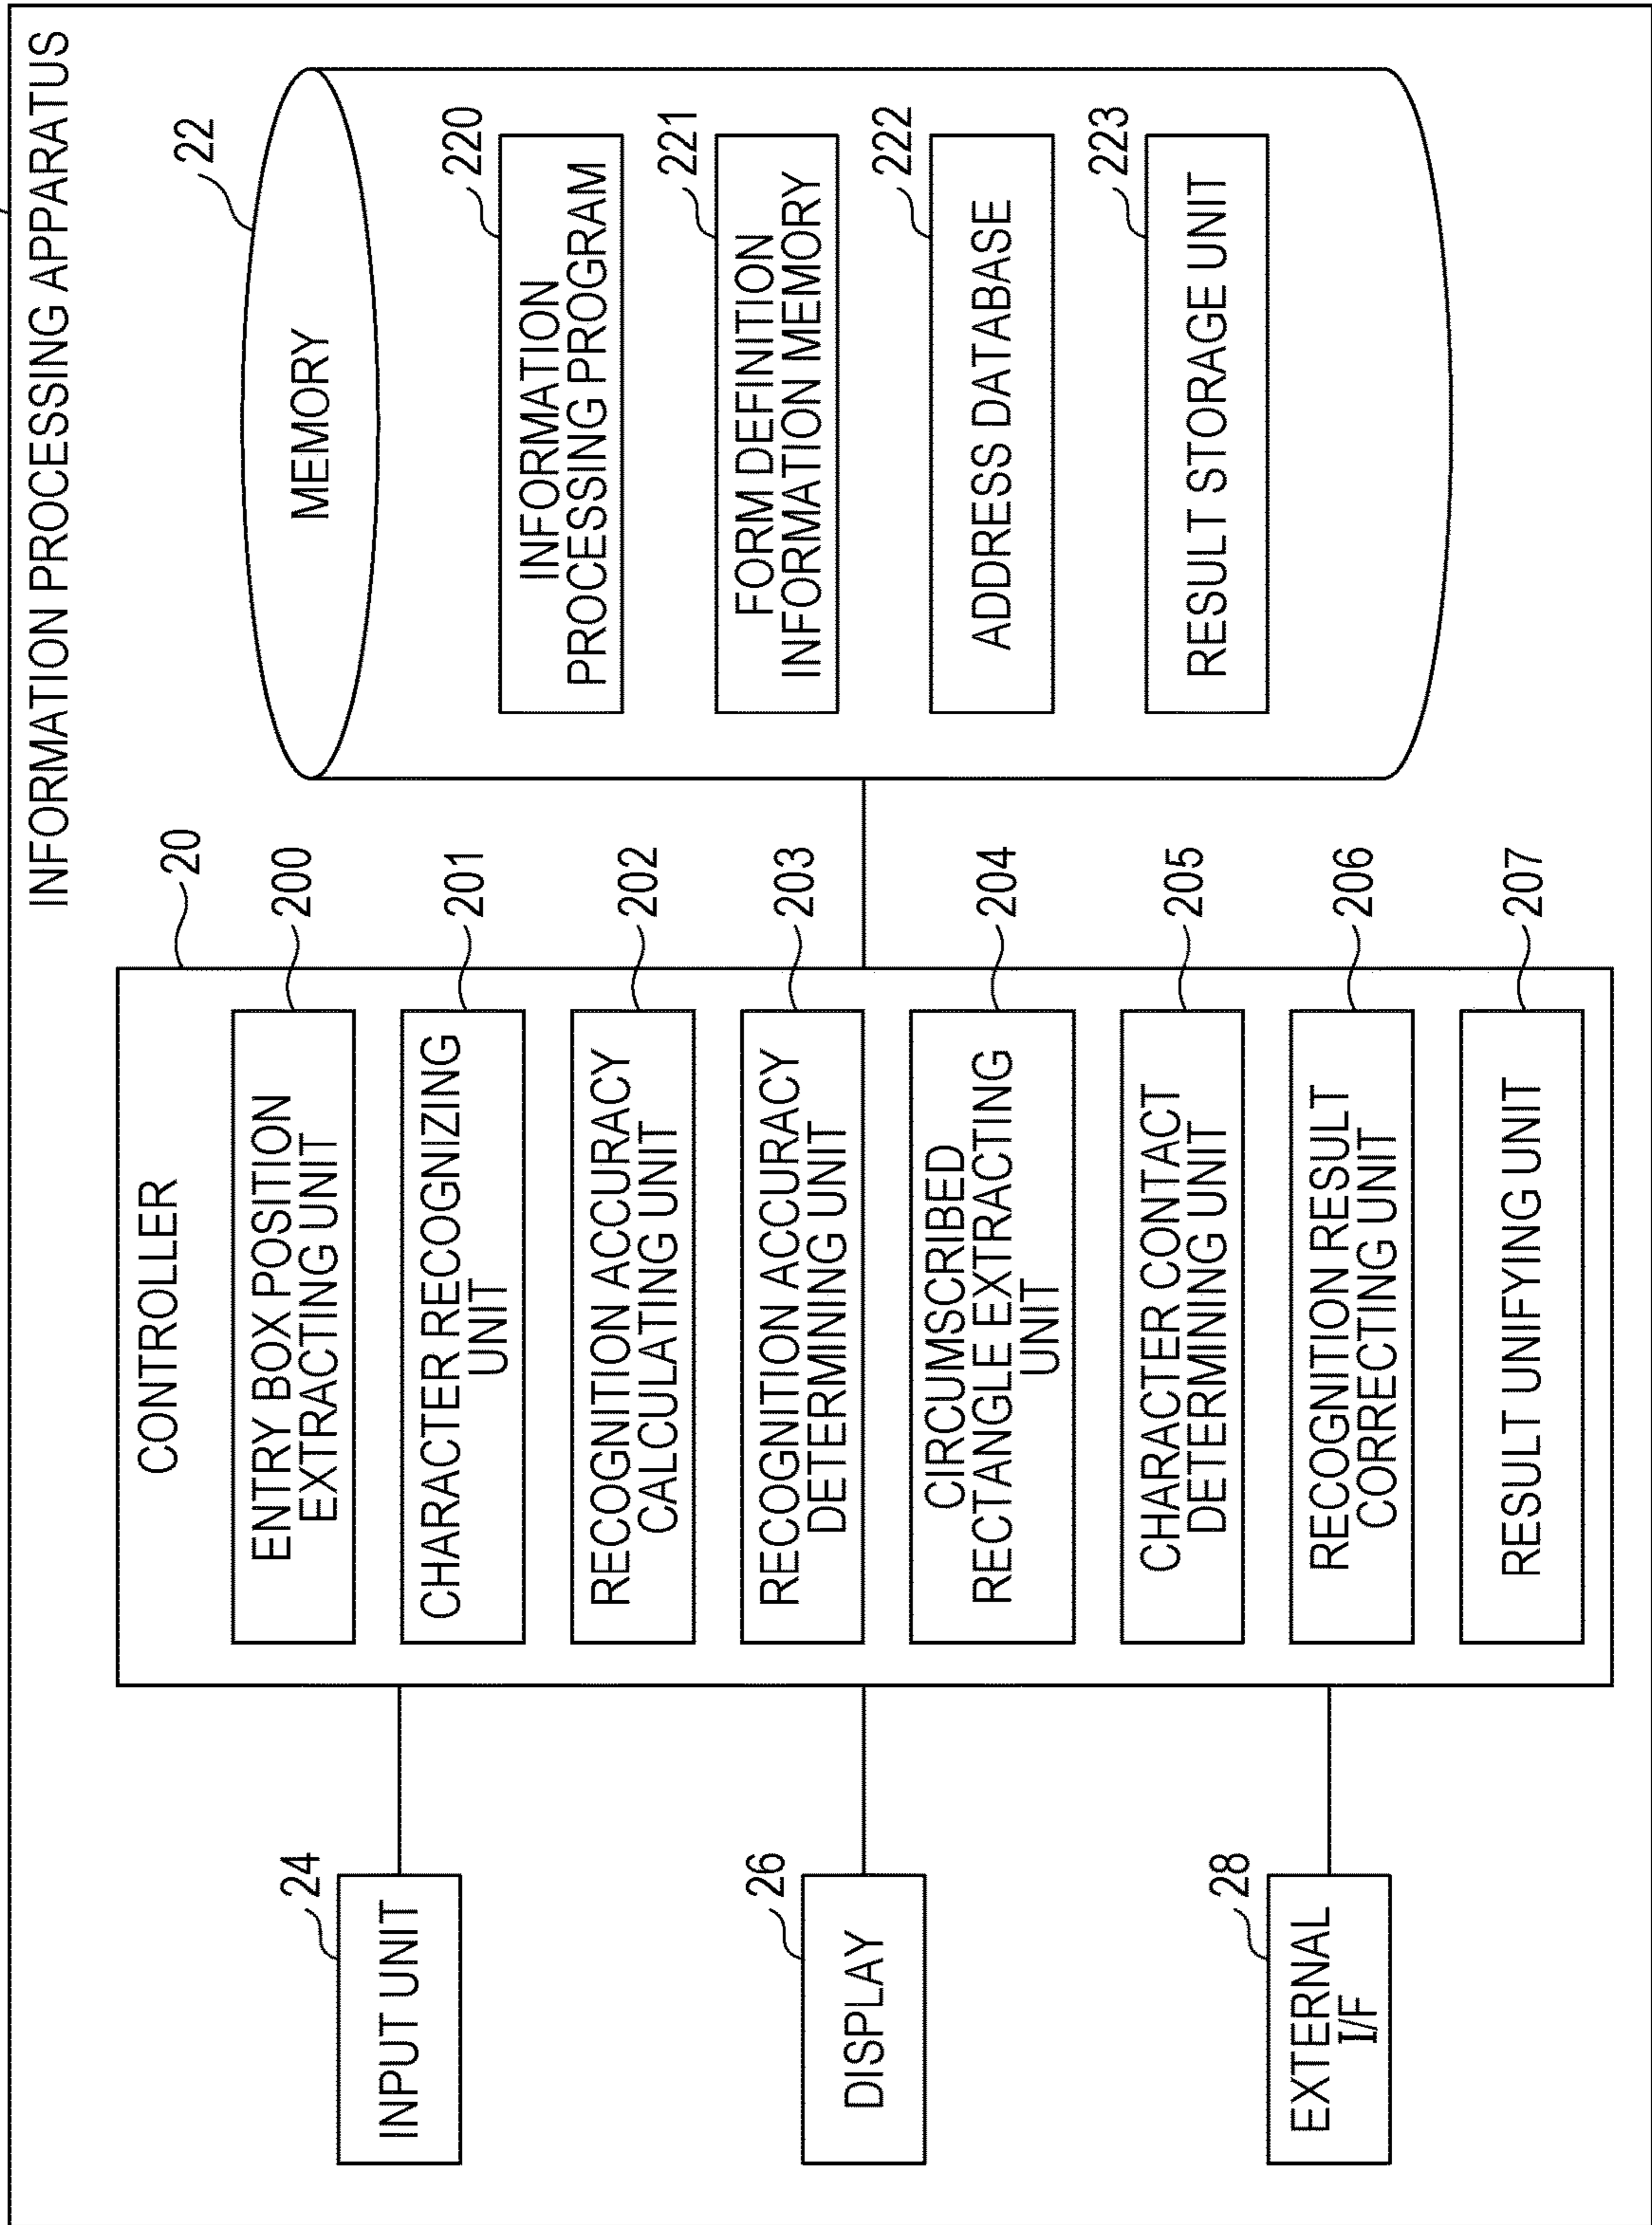 INFORMATION PROCESSING APPARATUS
24
INPUT UNIT
26
DISPLAY
28
EXTERNAL
I/F
20
CONTROLLER
200
ENTRY BOX POSITION
EXTRACTING UNIT
201
CHARACTER RECOGNIZING
UNIT
202
RECOGNITION ACCURACY
CALCULATING UNIT
203
RECOGNITION ACCURACY
DETERMINING UNIT
204
CIRCUMSCRIBED
RECTANGLE EXTRACTING
UNIT
205
CHARACTER CONTACT
DETERMINING UNIT
206
RECOGNITION RESULT
CORRECTING UNIT
207
RESULT UNIFYING UNIT
22
MEMORY
220
INFORMATION
PROCESSING PROGRAM
221
FORM DEFINITION
INFORMATION MEMORY
222
ADDRESS DATABASE
223
RESULT STORAGE UNIT